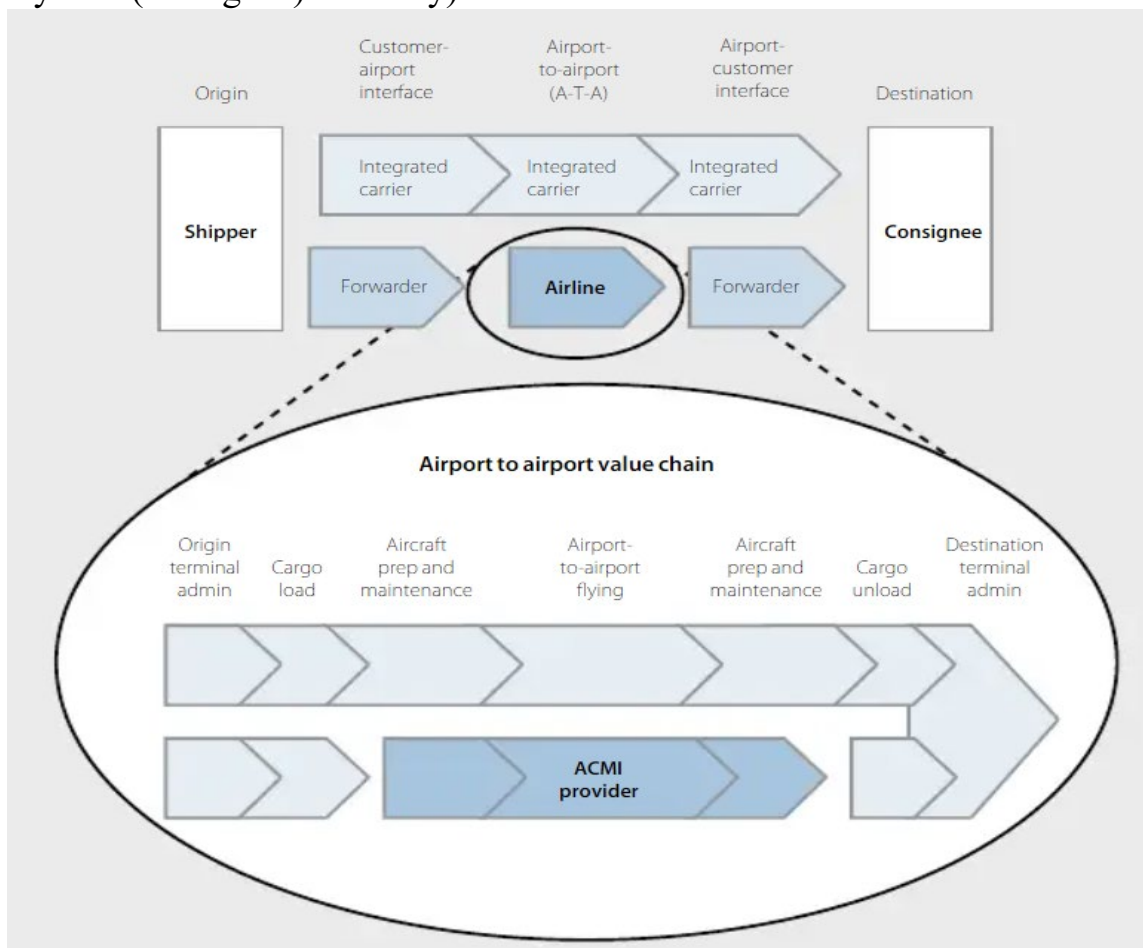 Customer-
airport
interface
Airport-
to-airport
(A-T-A)
Airport-
customer
interface
Origin
Destination
Integrated
carrier
Integrated
carrier
Integrated
carrier
Shipper
Consignee
Forwarder
Airline
Forwarder
Airport to airport value chain
Origin
terminal
admin
Cargo
load
Aircraft
prep and
maintenance
Airport-
to-airport
flying
Aircraft
prep and
maintenance
Cargo
unload
Destination
terminal
admin
ACMI
provider